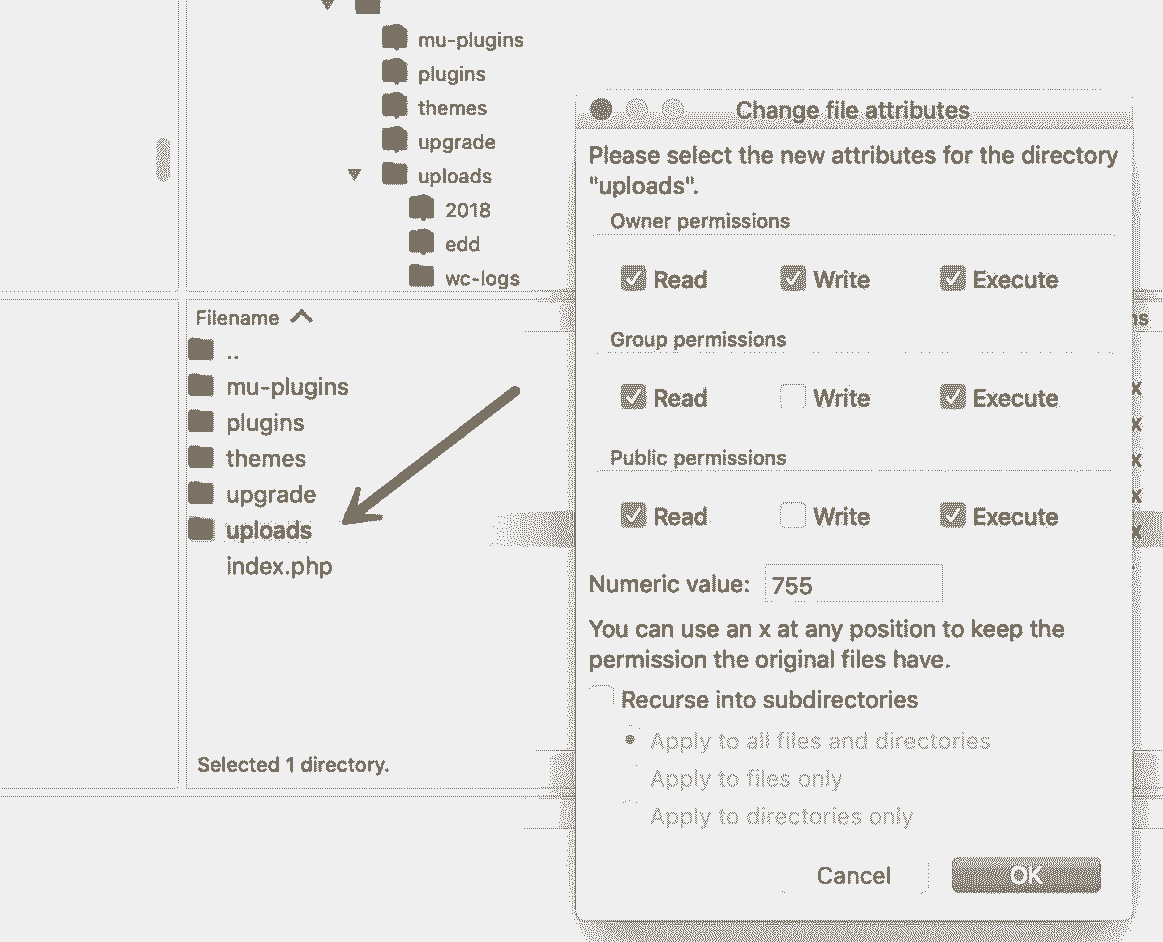 mu-plugins
plugins
themes
upgrade
uploads
2018
edd
wc-logs
Filename
..
mu-plugins
plugins
themes
upgrade
uploads
index.php
Selected 1 directory.
Change file attributes
Please select the new attributes for the directory
"uploads".
Owner permissions
Read Write Execute
Group permissions
Read Write Execute
Public permissions
Read Write Execute
Numeric value: 755
You can use an x at any position to keep the
permission the original files have.
Recurse into subdirectories
Apply to all files and directories
Apply to files only
Apply to directories only
Cancel OK
ns
x
x
x
x
x